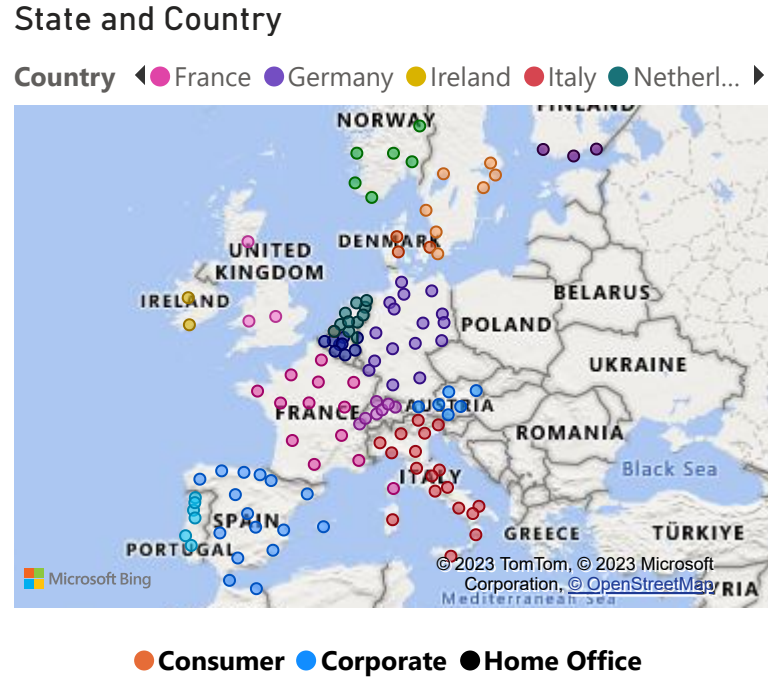 State and Country
Country France Germany Ireland Italy Netherl...
FINLAND
NORWAY
DENMARK
UNITED
KINGDOM
IRELAND
BELARUS
POLAND
UKRAINE
AUSTRIA
FRANCE
ROMANIA
Black Sea
ITALY
SPAIN
GREECE
TÜRKIYE
PORTUGAL
© 2023 TomTom, © 2023 Microsoft
Microsoft Bing
Corporation, © OpenStreetMap
YRIA
Mediterranean Sea
Consumer Corporate Home Office